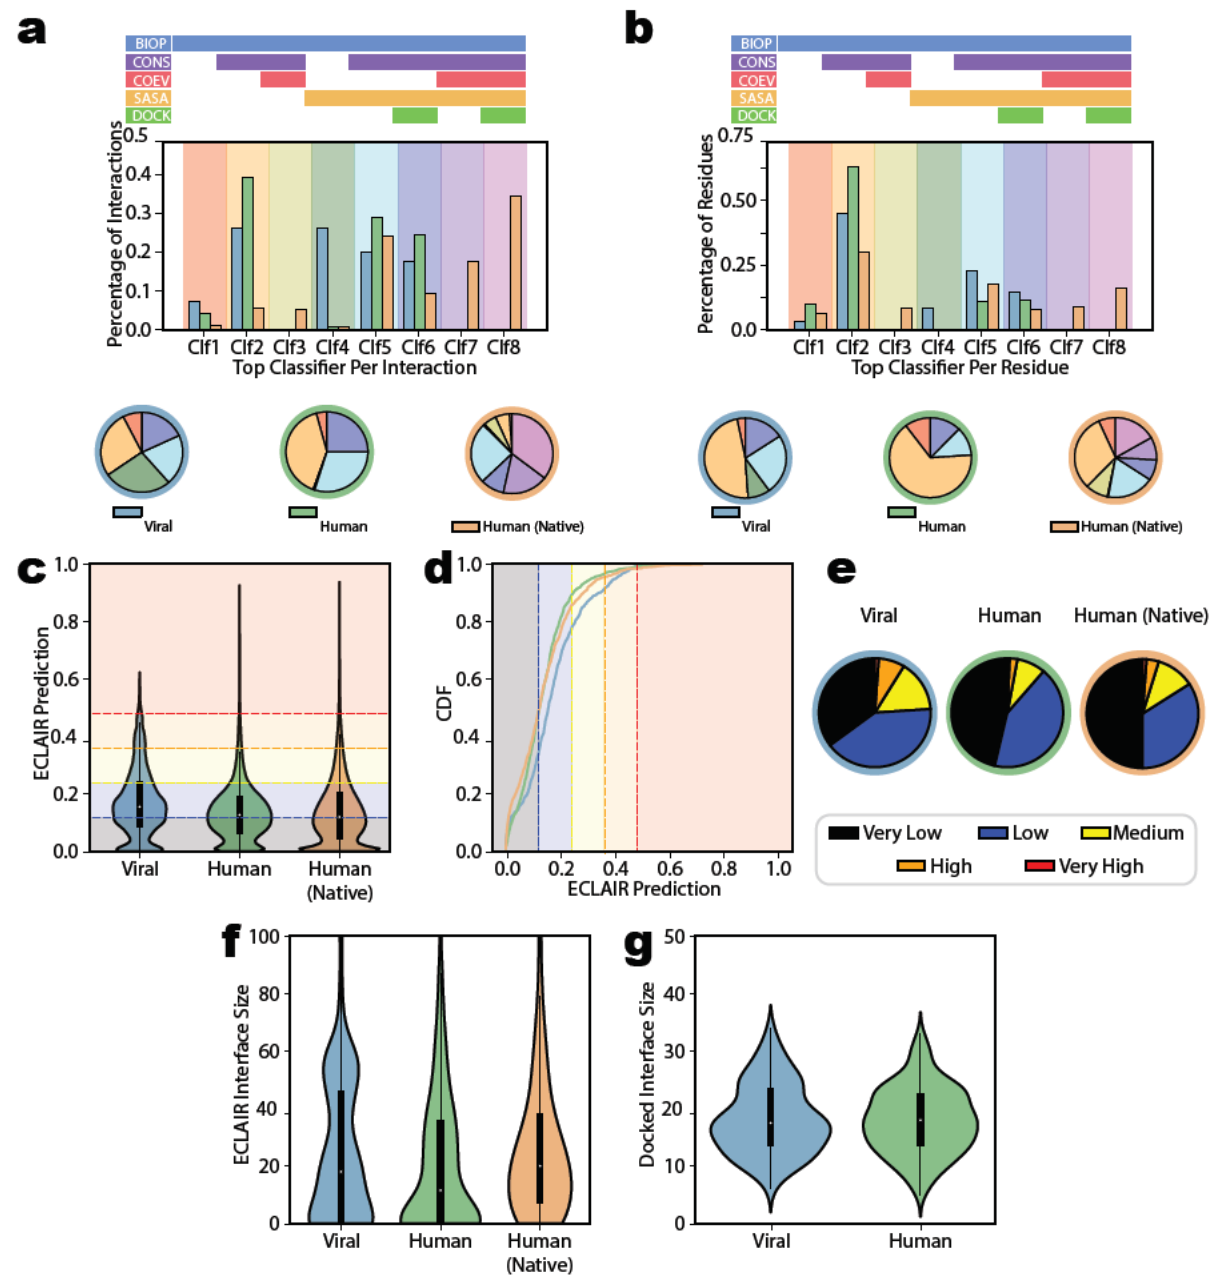 a
BIOP
CONS
COEV
SASA
DOCK
Percentage of Interactions
0.5
0.4
0.3
0.2
0.1
0.0
Clf1 Clf2 Clf3 Clf4 Clf5 Clf6 Clf7 Clf8
Top Classifier Per Interaction
Viral
Human
Human (Native)
b
BIOP
CONS
COEV
SASA
DOCK
Percentage of Residues
0.75
0.50
0.25
0.0
Clf1 Clf2 Clf3 Clf4 Clf5 Clf6 Clf7 Clf8
Top Classifier Per Residue
Viral
Human
Human (Native)
c
ECLAIR Prediction
1.0
0.8
0.6
0.4
0.2
0.0
Viral
Human
Human
(Native)
d
CDF
1.0
0.8
0.6
0.4
0.2
0.0
0.0 0.2 0.4 0.6 0.8 1.0
ECLAIR Prediction
e
Viral
Human
Human (Native)
Very Low
Low
Medium
High
Very High
f
ECLAIR Interface Size
100
80
60
40
20
0
Viral
Human
Human
(Native)
g
Docked Interface Size
50
40
30
20
10
0
Viral
Human